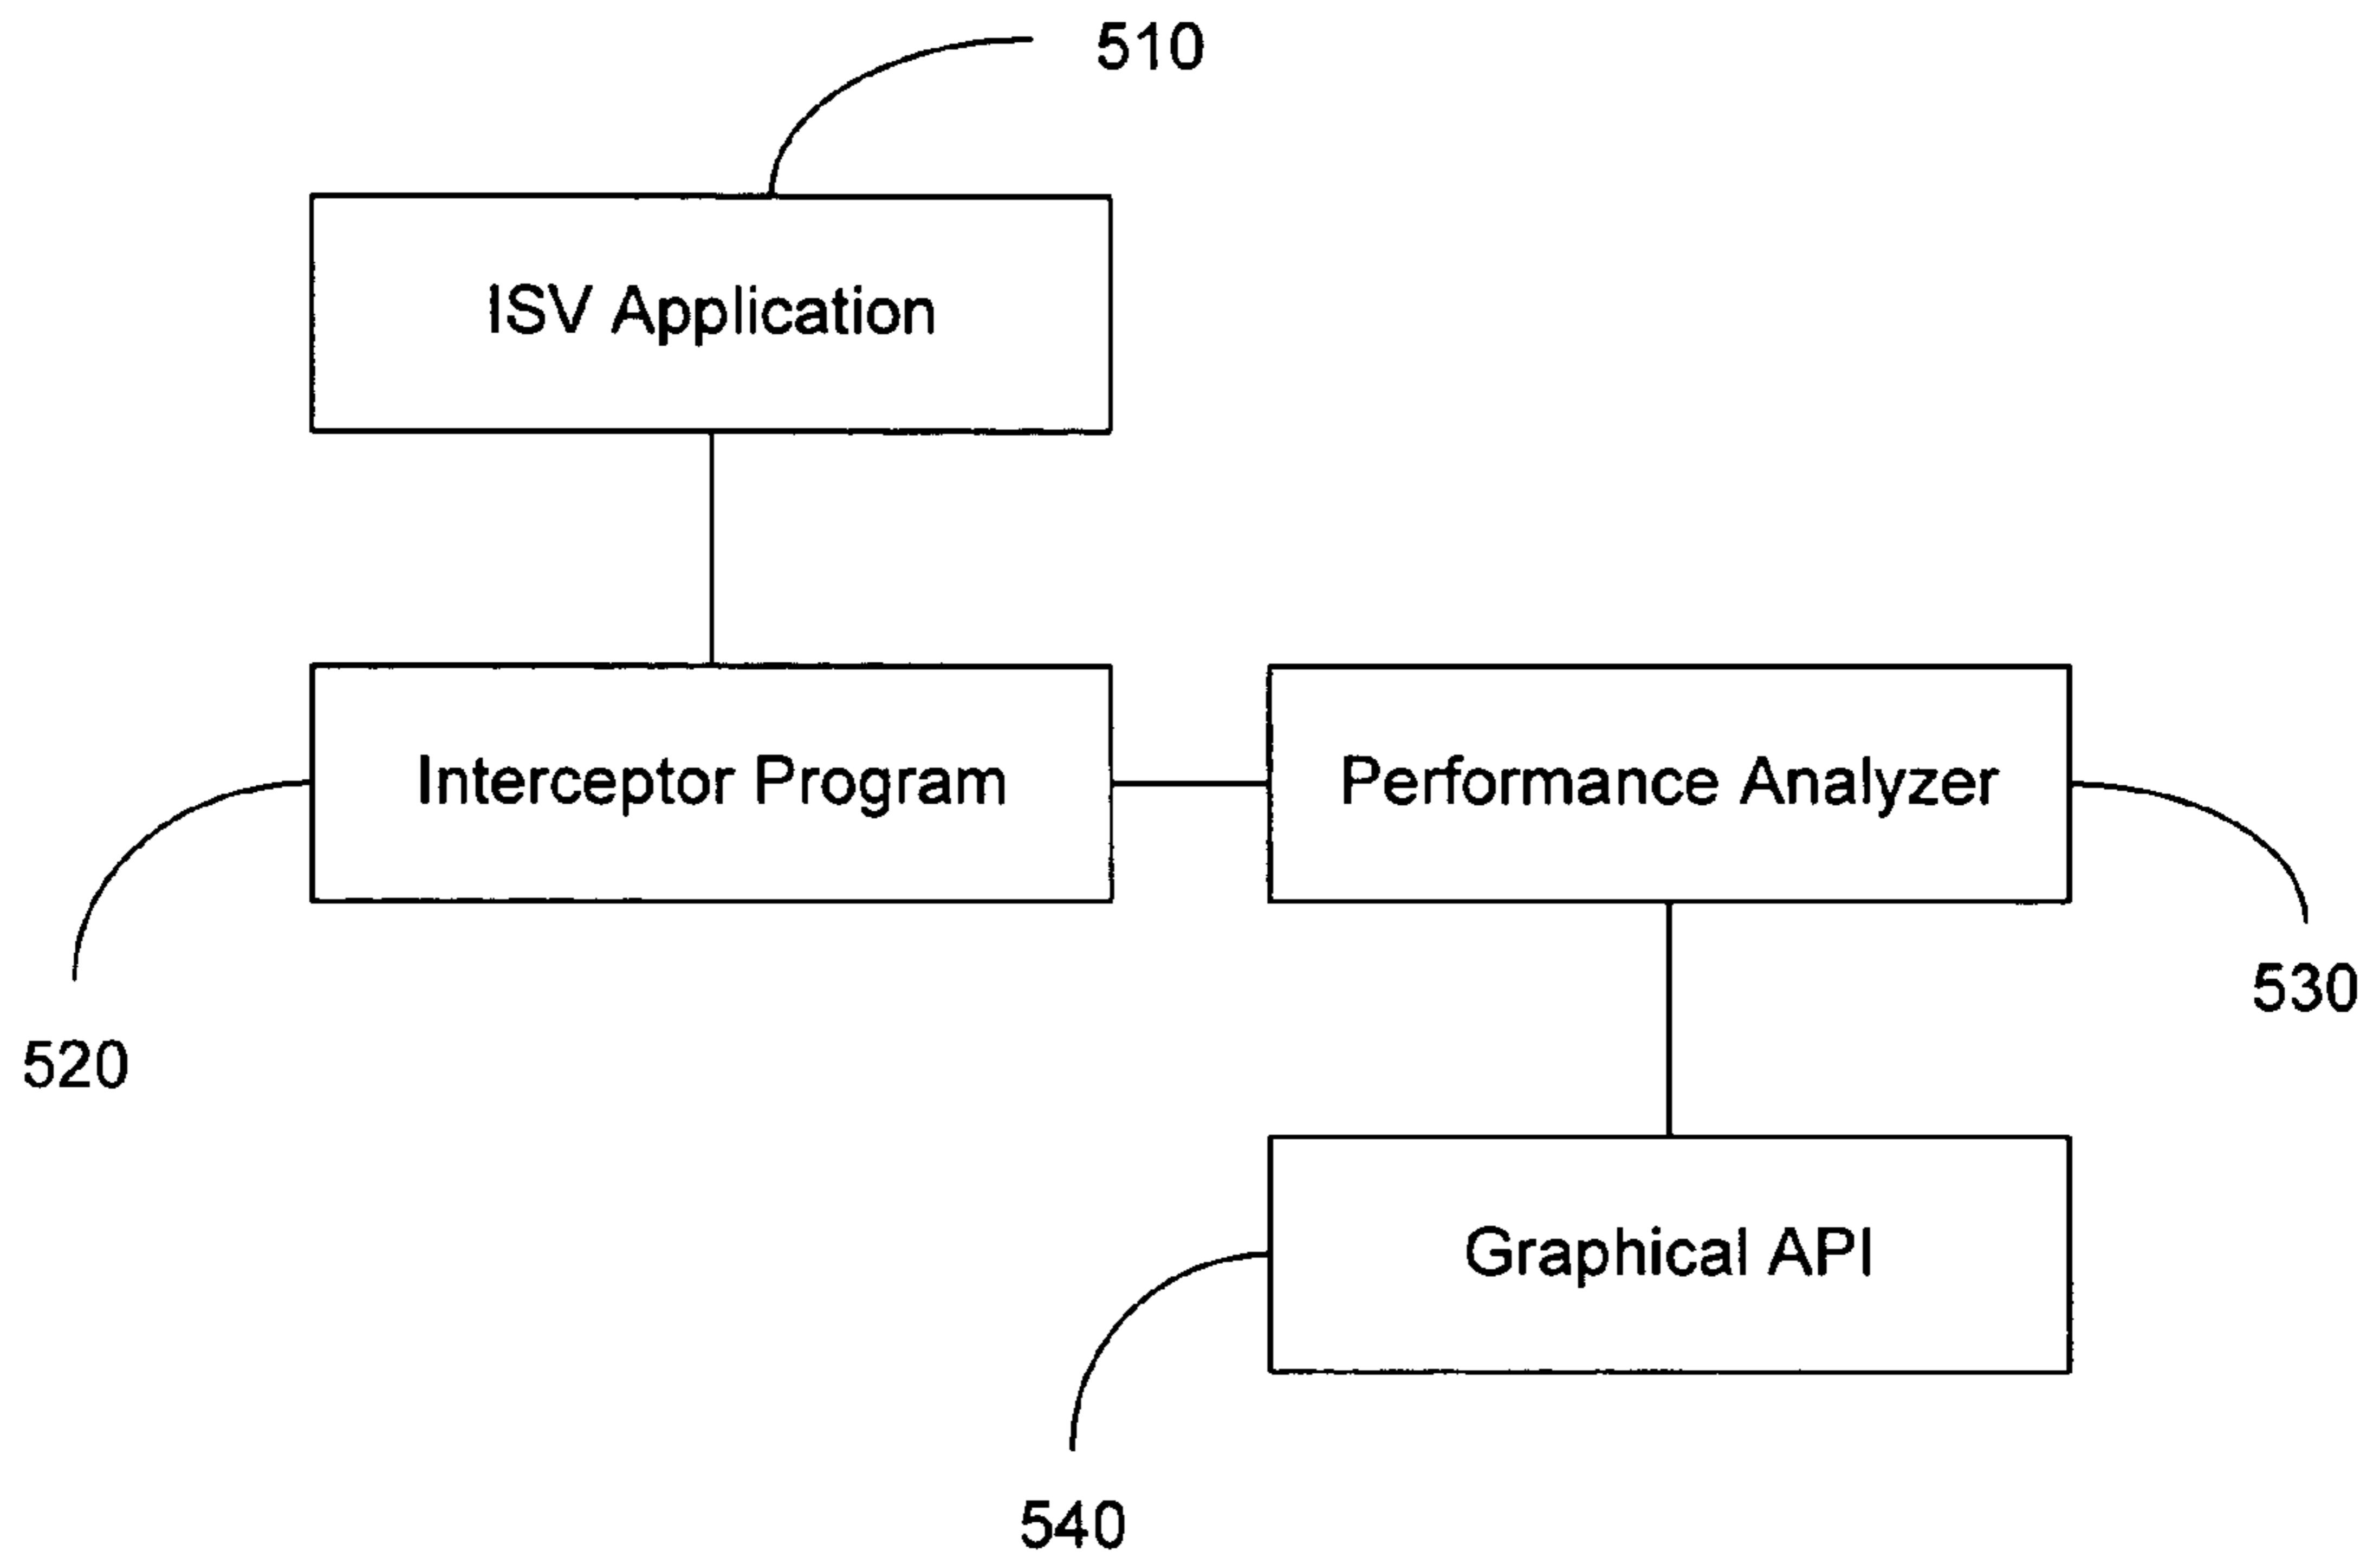 510
ISV Application
Interceptor Program
Performance Analyzer
520
530
Graphical API
540